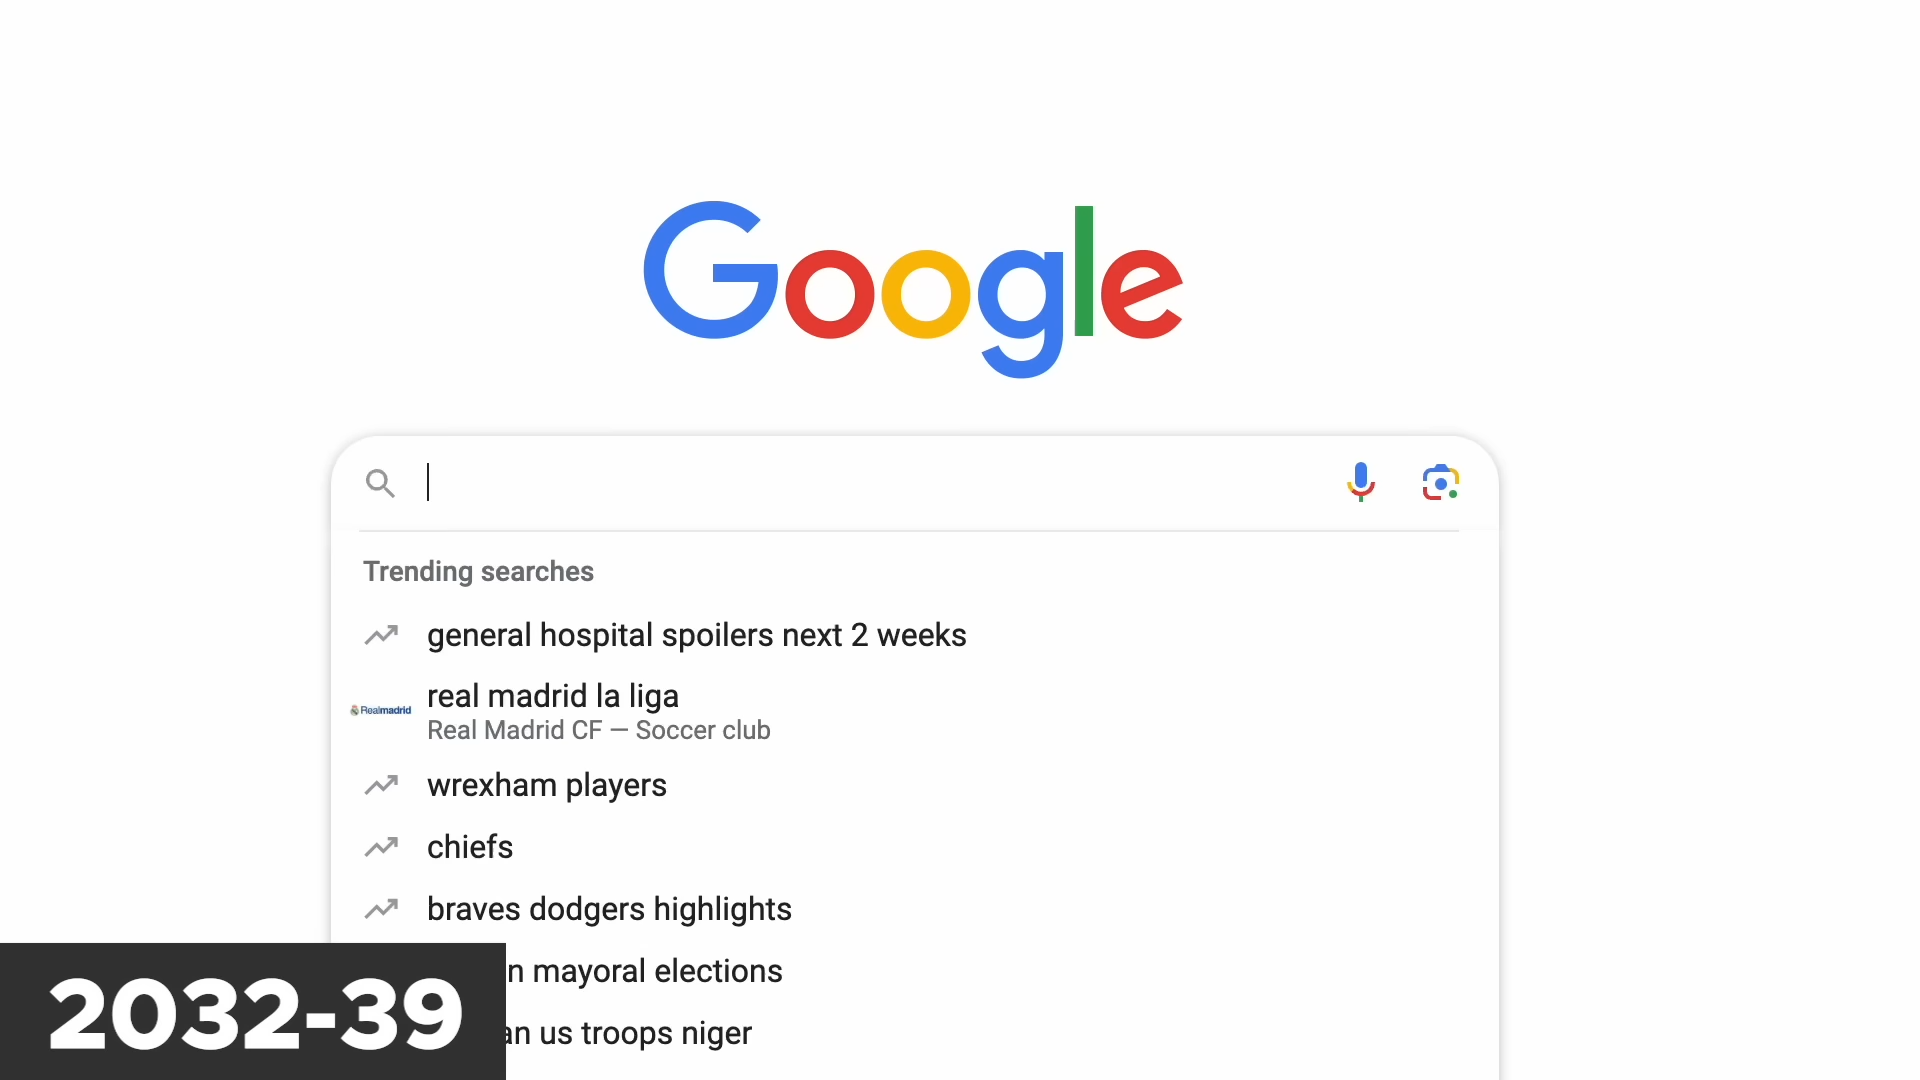 Google
Trending searches
general hospital spoilers next 2 weeks
Realmadrid
real madrid la liga
Real Madrid CF — Soccer club
wrexham players
chiefs
braves dodgers highlights
mayoral elections
us troops niger
2032-39